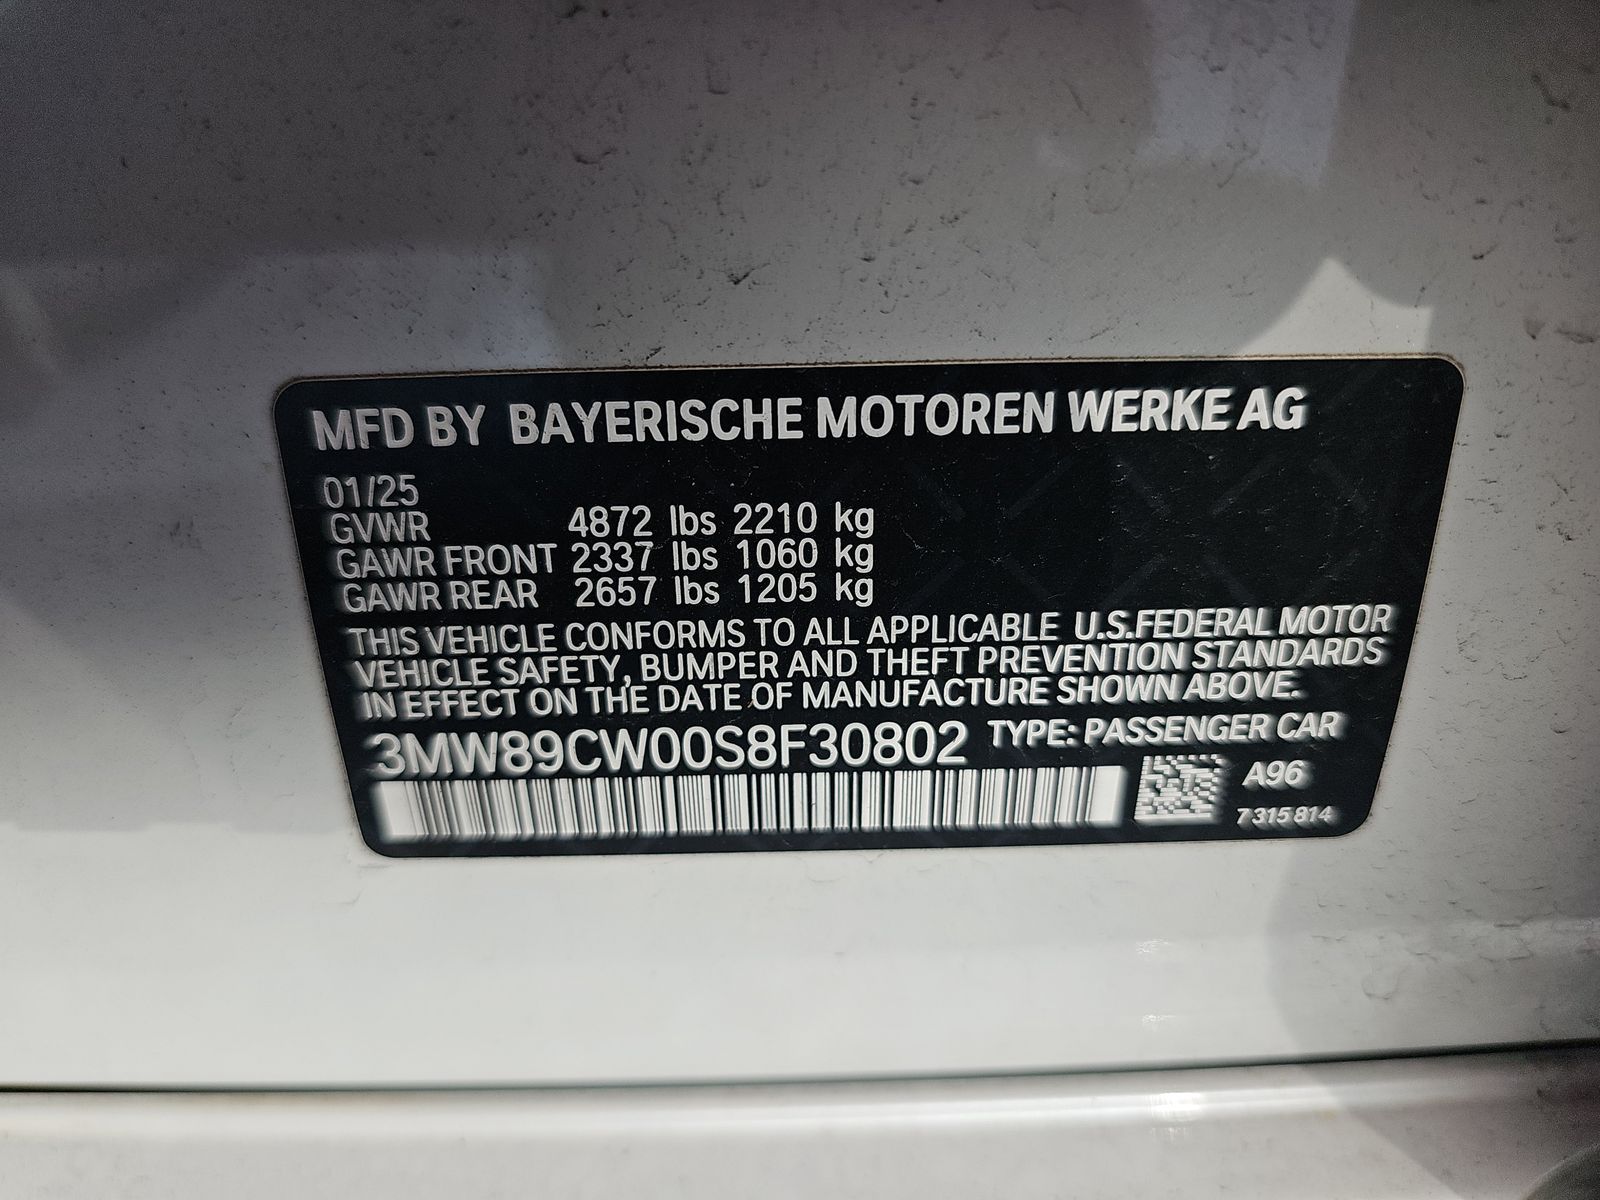 MFD BY BAYERISCHE MOTOREN WERKE AG
01/25
GVWR 4872 lbs 2210 kg
GAWR FRONT 2337 lbs 1060 kg
GAWR REAR 2657 lbs 1205 kg
THIS VEHICLE CONFORMS TO ALL APPLICABLE U.S.FEDERAL MOTOR
VEHICLE SAFETY, BUMPER AND THEFT PREVENTION STANDARDS
IN EFFECT ON THE DATE OF MANUFACTURE SHOWN ABOVE.
3MW89CW00S8F30802 TYPE: PASSENGER CAR
A96
7 315 814